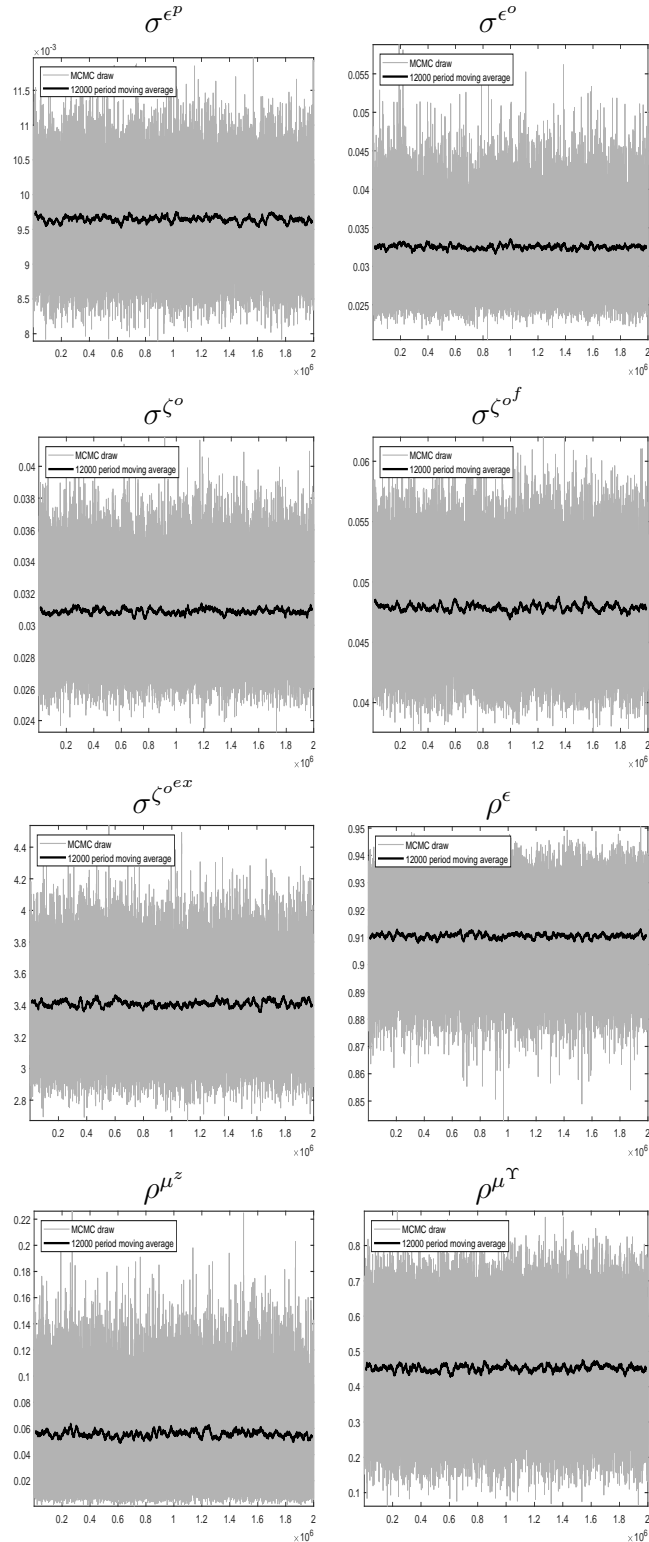 σ^{ϵ^p}
×10^{-3}
MCMC draw
12000 period moving average
11.5
11
10.5
10
9.5
9
8.5
8
0.2 0.4 0.6 0.8 1 1.2 1.4 1.6 1.8 2
×10^6
σ^{ϵ^o}
MCMC draw
12000 period moving average
0.055
0.05
0.045
0.04
0.035
0.03
0.025
0.2 0.4 0.6 0.8 1 1.2 1.4 1.6 1.8 2
×10^6
σ^{ζ^o}
MCMC draw
12000 period moving average
0.04
0.038
0.036
0.034
0.032
0.03
0.028
0.026
0.024
0.2 0.4 0.6 0.8 1 1.2 1.4 1.6 1.8 2
×10^6
σ^{ζ^{o^f}}
MCMC draw
12000 period moving average
0.06
0.055
0.05
0.045
0.04
0.2 0.4 0.6 0.8 1 1.2 1.4 1.6 1.8 2
×10^6
σ^{ζ^{o^{ex}}}
MCMC draw
12000 period moving average
4.4
4.2
4
3.8
3.6
3.4
3.2
3
2.8
0.2 0.4 0.6 0.8 1 1.2 1.4 1.6 1.8 2
×10^6
ρ^ϵ
MCMC draw
12000 period moving average
0.95
0.94
0.93
0.92
0.91
0.9
0.89
0.88
0.87
0.86
0.85
0.2 0.4 0.6 0.8 1 1.2 1.4 1.6 1.8 2
×10^6
ρ^{μ^z}
MCMC draw
12000 period moving average
0.22
0.2
0.18
0.16
0.14
0.12
0.1
0.08
0.06
0.04
0.02
0.2 0.4 0.6 0.8 1 1.2 1.4 1.6 1.8 2
×10^6
ρ^{μ^Υ}
MCMC draw
12000 period moving average
0.9
0.8
0.7
0.6
0.5
0.4
0.3
0.2
0.1
0.2 0.4 0.6 0.8 1 1.2 1.4 1.6 1.8 2
×10^6